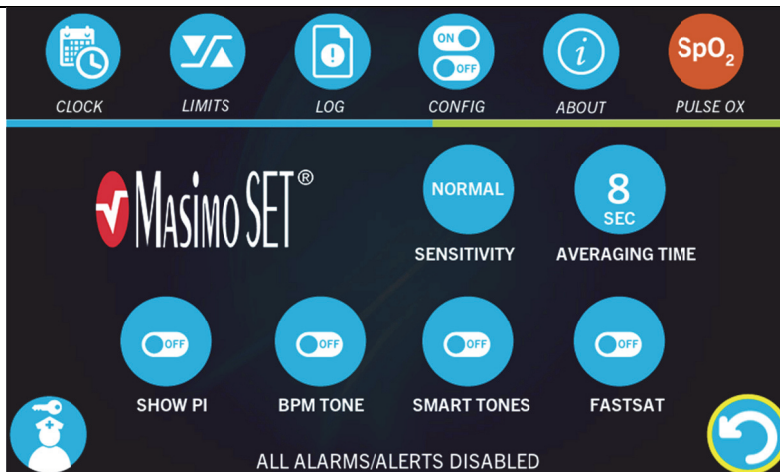 ON
OFF
i
SpO₂
CLOCK
LIMITS
LOG
CONFIG
ABOUT
PULSE OX
Masimo SET®
NORMAL
8
SEC
SENSITIVITY
AVERAGING TIME
OFF
OFF
OFF
OFF
SHOW PI
BPM TONE
SMART TONES
FASTSAT
ALL ALARMS/ALERTS DISABLED